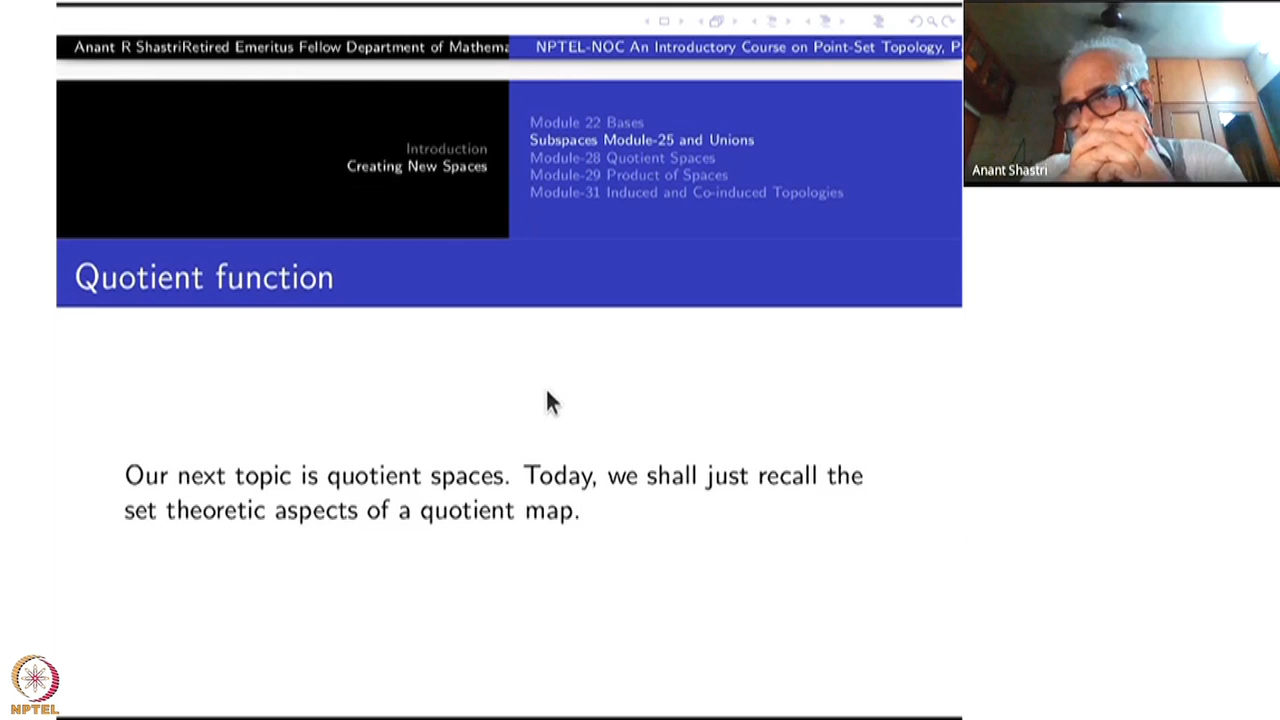 Anant R ShastriRetired Emeritus Fellow Department of Mathema
NPTEL-NOC An Introductory Course on Point-Set Topology, P
Introduction
Creating New Spaces
Module 22 Bases
Subspaces Module-25 and Unions
Module-28 Quotient Spaces
Module-29 Product of Spaces
Module-31 Induced and Co-induced Topologies
Anant Shastri
Quotient function
Our next topic is quotient spaces. Today, we shall just recall the
set theoretic aspects of a quotient map.
NPTEL